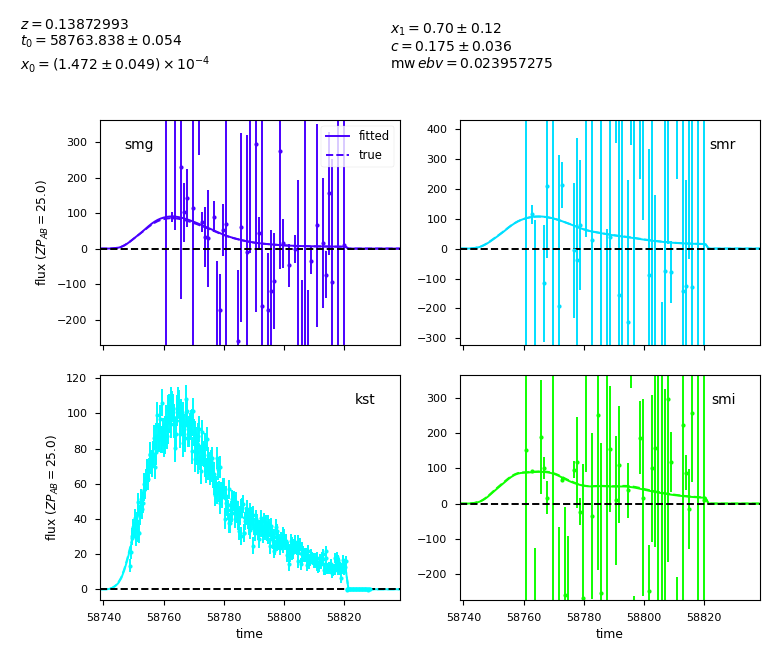 z = 0.13872993
t₀ = 58763.838 ± 0.054
x₀ = (1.472 ± 0.049) × 10⁻⁴
x₁ = 0.70 ± 0.12
c = 0.175 ± 0.036
mw ebv = 0.023957275
smg
fitted
true
300
200
100
0
−100
−200
flux (ZP_AB = 25.0)
smr
400
300
200
100
0
−100
−200
−300
kst
120
100
80
60
40
20
0
flux (ZP_AB = 25.0)
58740 58760 58780 58800 58820
time
smi
300
200
100
0
−100
−200
58740 58760 58780 58800 58820
time